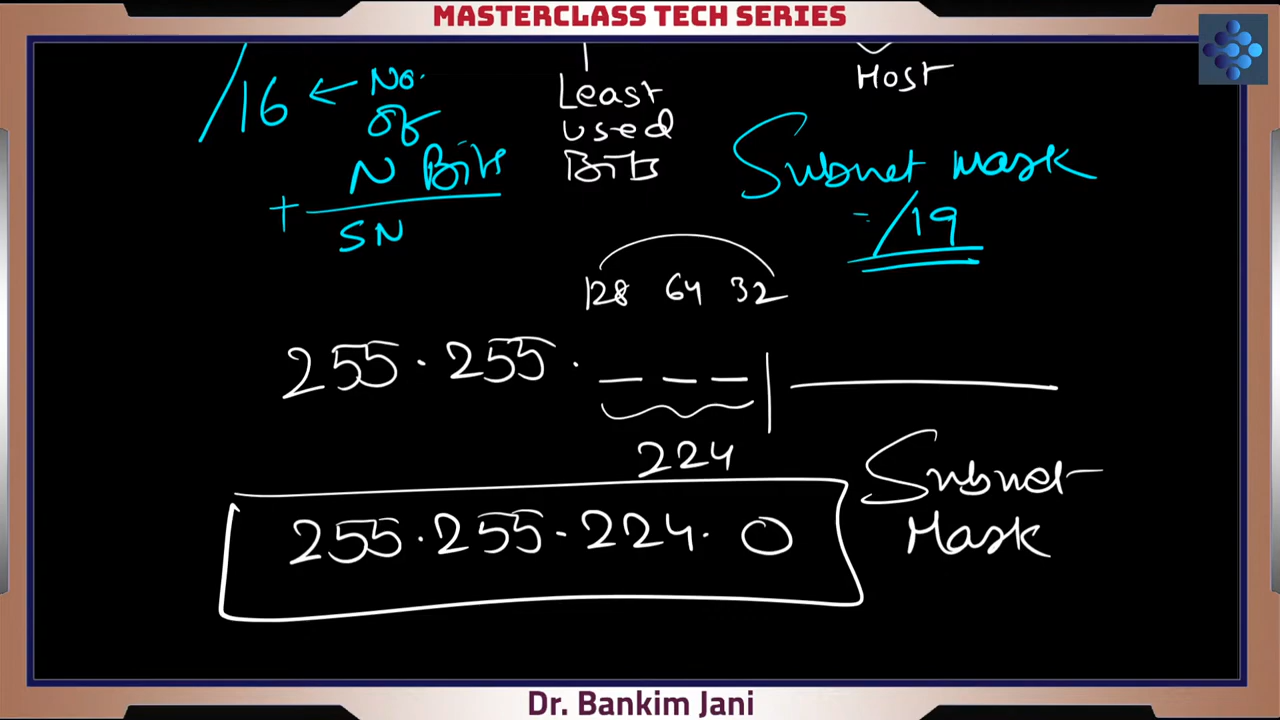 MASTERCLASS TECH SERIES
/16 ← No.
of
N Bits
+ SN
Least
used
Bits
Host
Subnet mask
= /19
128 64 32
255.255. _ _ _ |
224
255.255.224.0
Subnet
Mask
Dr. Bankim Jani